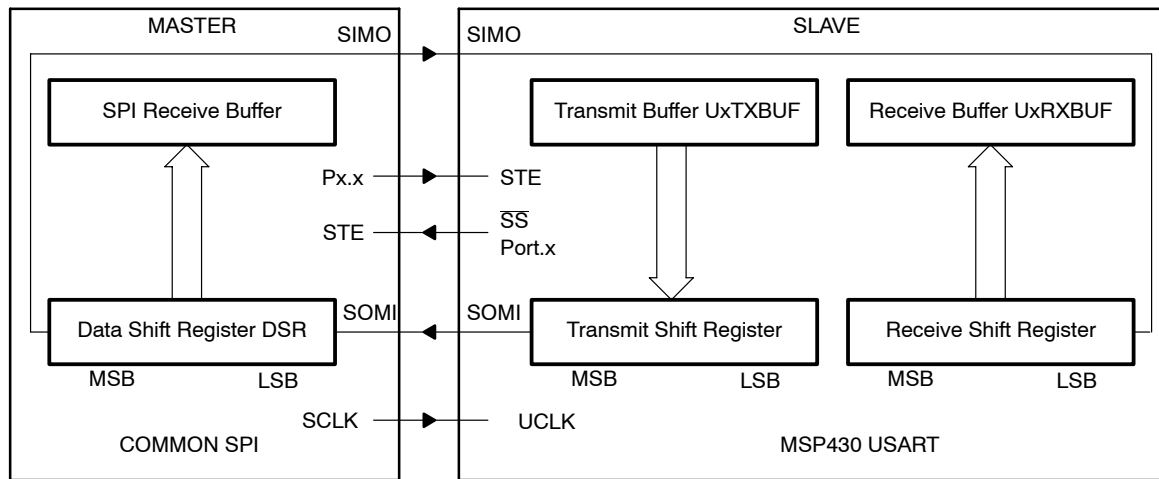 MASTER
SLAVE
SIMO
SIMO
SPI Receive Buffer
Transmit Buffer UxTXBUF
Receive Buffer UxRXBUF
Px.x
STE
STE
SS
Port.x
SOMI
SOMI
Data Shift Register DSR
Transmit Shift Register
Receive Shift Register
MSB
LSB
MSB
LSB
MSB
LSB
SCLK
UCLK
COMMON SPI
MSP430 USART